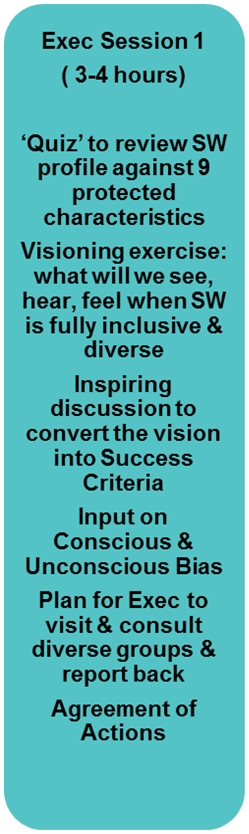 Exec Session 1
( 3-4 hours)
‘Quiz’ to review SW
profile against 9
protected
characteristics
Visioning exercise:
what will we see,
hear, feel when SW
is fully inclusive &
diverse
Inspiring
discussion to
convert the vision
into Success
Criteria
Input on
Conscious &
Unconscious Bias
Plan for Exec to
visit & consult
diverse groups &
report back
Agreement of
Actions